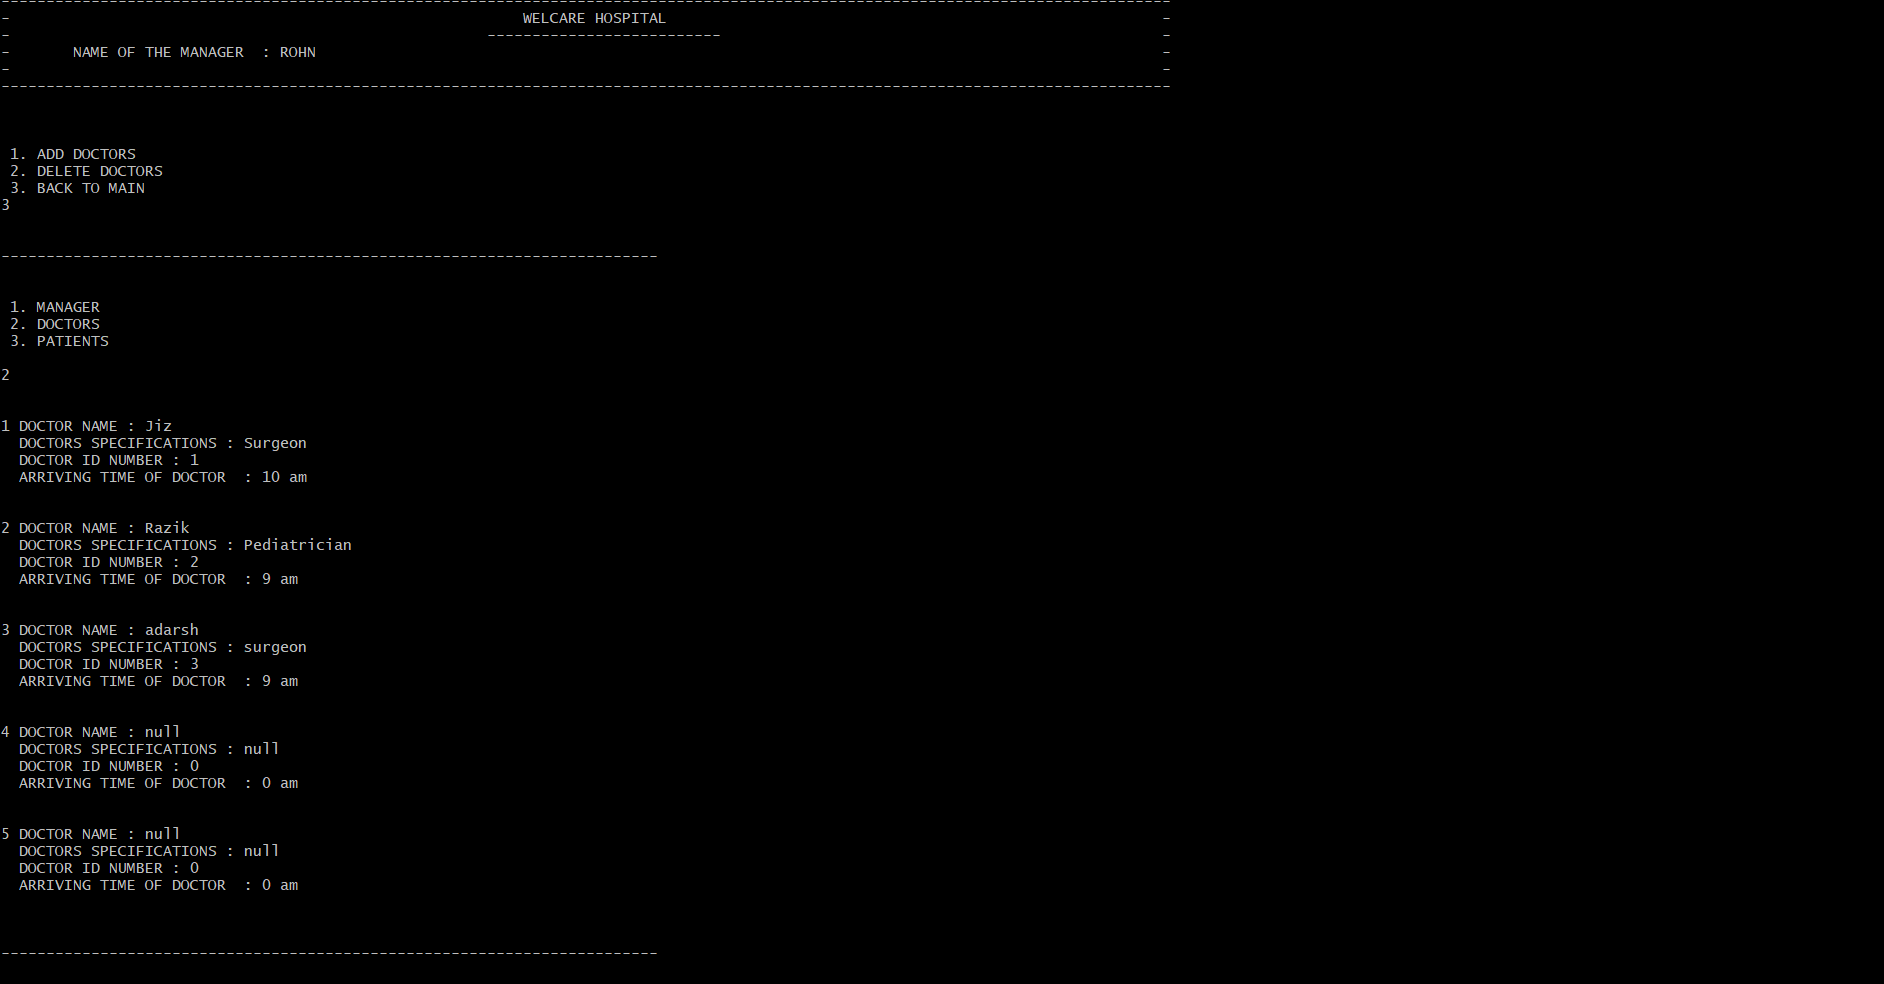 ----------------------------------------------------------------------------------------------------------------------------------
- WELCARE HOSPITAL -
- -------------------------- -
- NAME OF THE MANAGER  : ROHN -
- -
----------------------------------------------------------------------------------------------------------------------------------
1. ADD DOCTORS
2. DELETE DOCTORS
3. BACK TO MAIN
3
-------------------------------------------------------------------------
1. MANAGER
2. DOCTORS
3. PATIENTS
2
1 DOCTOR NAME : Jiz
DOCTORS SPECIFICATIONS : Surgeon
DOCTOR ID NUMBER : 1
ARRIVING TIME OF DOCTOR  : 10 am
2 DOCTOR NAME : Razik
DOCTORS SPECIFICATIONS : Pediatrician
DOCTOR ID NUMBER : 2
ARRIVING TIME OF DOCTOR  : 9 am
3 DOCTOR NAME : adarsh
DOCTORS SPECIFICATIONS : surgeon
DOCTOR ID NUMBER : 3
ARRIVING TIME OF DOCTOR  : 9 am
4 DOCTOR NAME : null
DOCTORS SPECIFICATIONS : null
DOCTOR ID NUMBER : 0
ARRIVING TIME OF DOCTOR  : 0 am
5 DOCTOR NAME : null
DOCTORS SPECIFICATIONS : null
DOCTOR ID NUMBER : 0
ARRIVING TIME OF DOCTOR  : 0 am
-------------------------------------------------------------------------